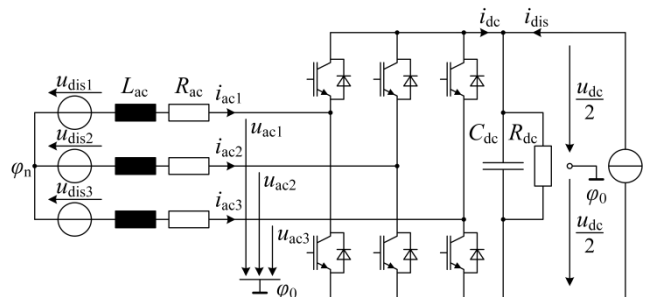 i_dc i_dis
u_dis1 L_ac R_ac i_ac1
u_ac1
u_dc/2
u_dis2 i_ac2
C_dc R_dc
φ_n
u_ac2
φ_0
u_dis3 i_ac3
u_ac3
u_dc/2
φ_0